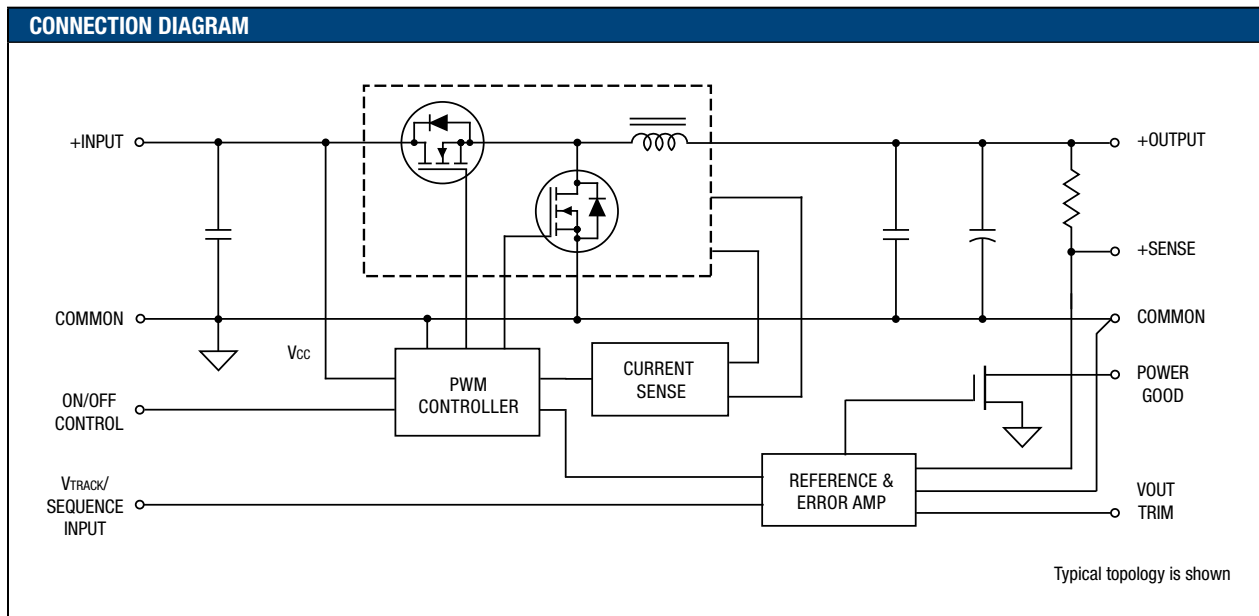 CONNECTION DIAGRAM
+INPUT
+OUTPUT
+SENSE
COMMON
COMMON
VCC
PWM
CONTROLLER
CURRENT
SENSE
POWER
GOOD
ON/OFF
CONTROL
REFERENCE &
ERROR AMP
VTRACK/
SEQUENCE
INPUT
VOUT
TRIM
Typical topology is shown